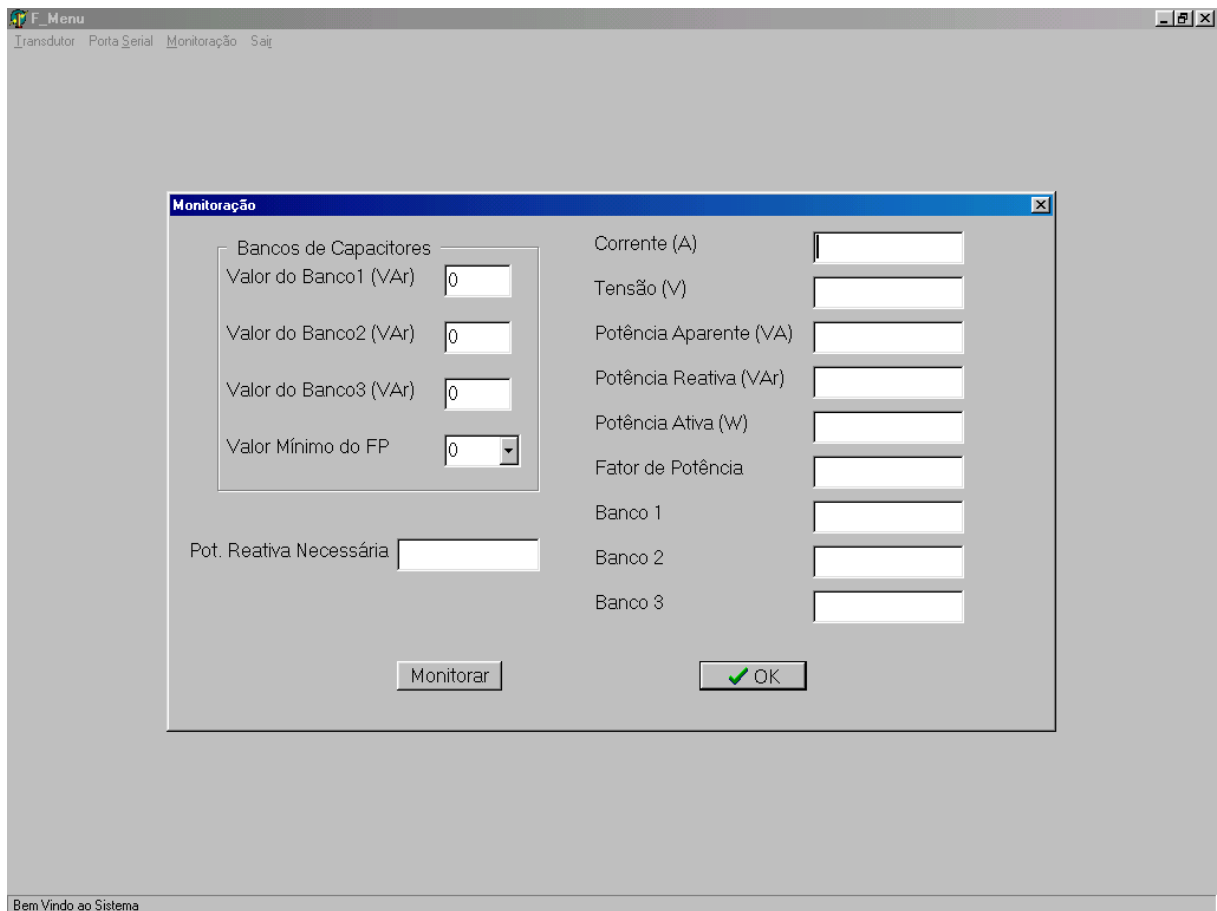 F_Menu
Transdutor Porta Serial Monitoração Sair
Monitoração
Bancos de Capacitores
Valor do Banco1 (VAr) 0
Valor do Banco2 (VAr) 0
Valor do Banco3 (VAr) 0
Valor Mínimo do FP 0
Pot. Reativa Necessária
Corrente (A)
Tensão (V)
Potência Aparente (VA)
Potência Reativa (VAr)
Potência Ativa (W)
Fator de Potência
Banco 1
Banco 2
Banco 3
Monitorar
OK
Bem Vindo ao Sistema